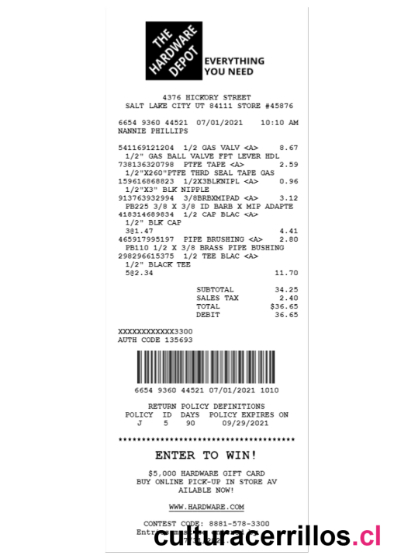 THE
HARDWARE
DEPOT
EVERYTHING
YOU NEED
4376 HICKORY STREET
SALT LAKE CITY UT 84111 STORE #45876
6654 9360 44521 07/01/2021 10:10 AM
NANNIE PHILLIPS
541169121204 1/2 GAS VALV <A> 8.67
1/2" GAS BALL VALVE FPT LEVER HDL
738136320798 PTFE TAPE <A> 2.59
1/2"X260"PTFE THRD SEAL TAPE GAS
159616868823 1/2X3BLKNIPL <A> 0.96
1/2"X3" BLK NIPPLE
913763932994 3/8BRBXMIPAD <A> 3.12
PB225 3/8 X 3/8 ID BARB X MIP ADAPTE
418314689834 1/2 CAP BLAC <A>
1/2" BLK CAP
3@1.47 4.41
465917995197 PIPE BRUSHING <A> 2.80
PB110 1/2 X 3/8 BRASS PIPE BUSHING
298296615375 1/2 TEE BLAC <A>
1/2" BLACK TEE
5@2.34 11.70
SUBTOTAL 34.25
SALES TAX 2.40
TOTAL $36.65
DEBIT 36.65
XXXXXXXXXXXX3300
AUTH CODE 135693
6654 9360 44521 07/01/2021 1010
RETURN POLICY DEFINITIONS
POLICY ID DAYS POLICY EXPIRES ON
J 5 90 09/29/2021
**************************************
ENTER TO WIN!
$5,000 HARDWARE GIFT CARD
BUY ONLINE PICK-UP IN STORE AV
AILABLE NOW!
WWW.HARDWARE.COM
CONTEST CODE: 8881-578-3300
culturacerrillos.cl